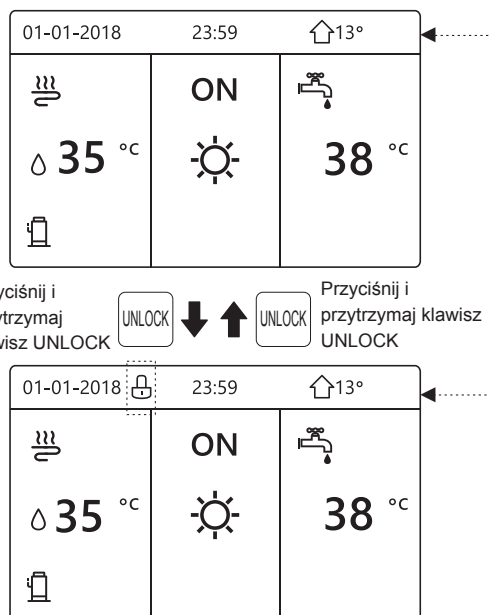 01-01-2018 23:59 13°
ON
35 °C 38 °C
UNLOCK UNLOCK
Przyciśnij i
przytrzymaj klawisz
UNLOCK
i
UNLOCK
01-01-2018 23:59 13°
ON
35 °C 38 °C